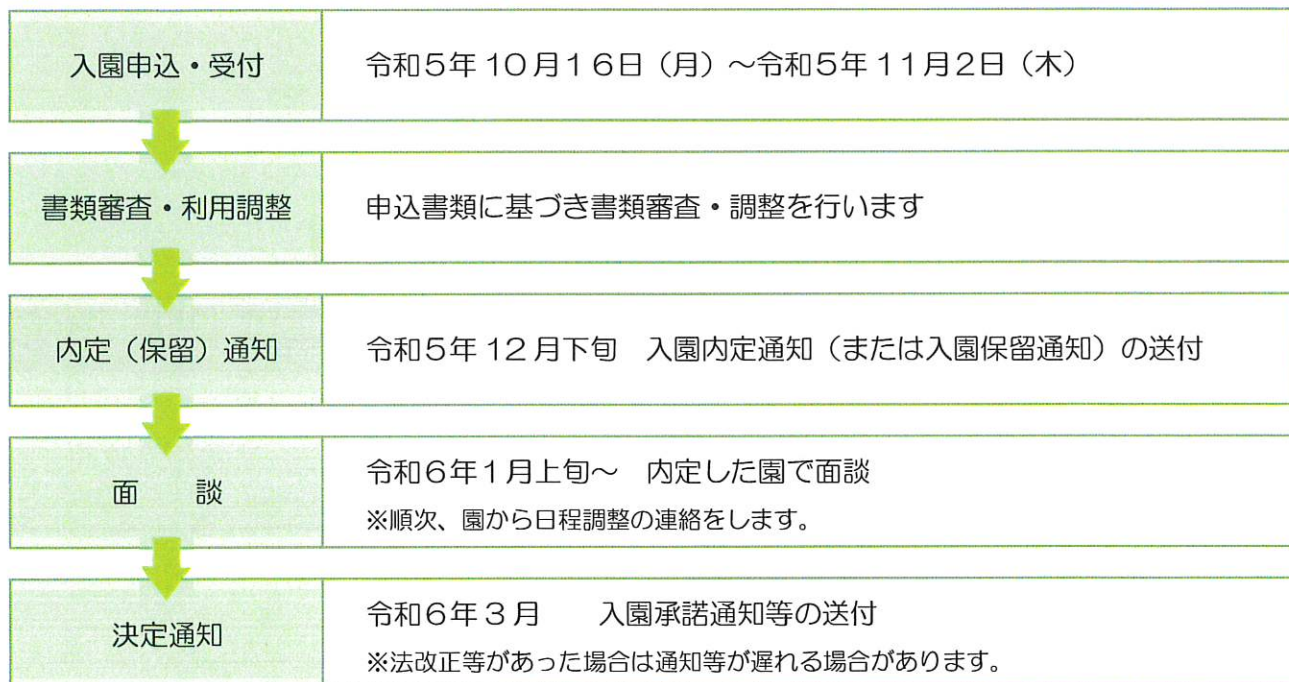 入園申込・受付
令和5年10月16日（月）～令和5年11月2日（木）
書類審査・利用調整
申込書類に基づき書類審査・調整を行います
内定（保留）通知
令和5年12月下旬　入園内定通知（または入園保留通知）の送付
面　　談
令和6年1月上旬～　内定した園で面談
※順次、園から日程調整の連絡をします。
決定通知
令和6年3月　　入園承諾通知等の送付
※法改正等があった場合は通知等が遅れる場合があります。